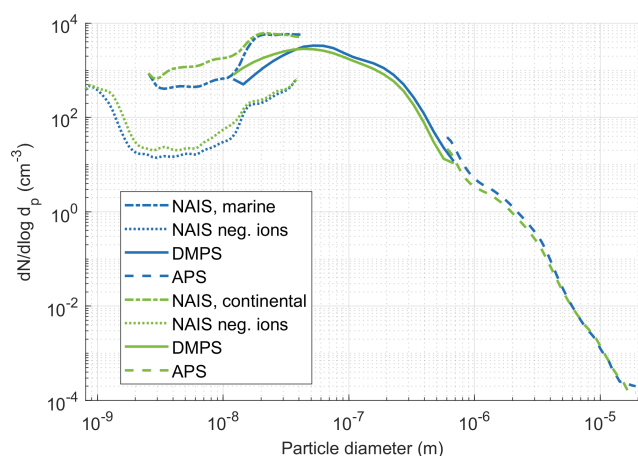 10^4
10^2
10^0
10^-2
10^-4
dN/dlog d_p (cm^-3)
NAIS, marine
NAIS neg. ions
DMPS
APS
NAIS, continental
NAIS neg. ions
DMPS
APS
10^-9
10^-8
10^-7
10^-6
10^-5
Particle diameter (m)